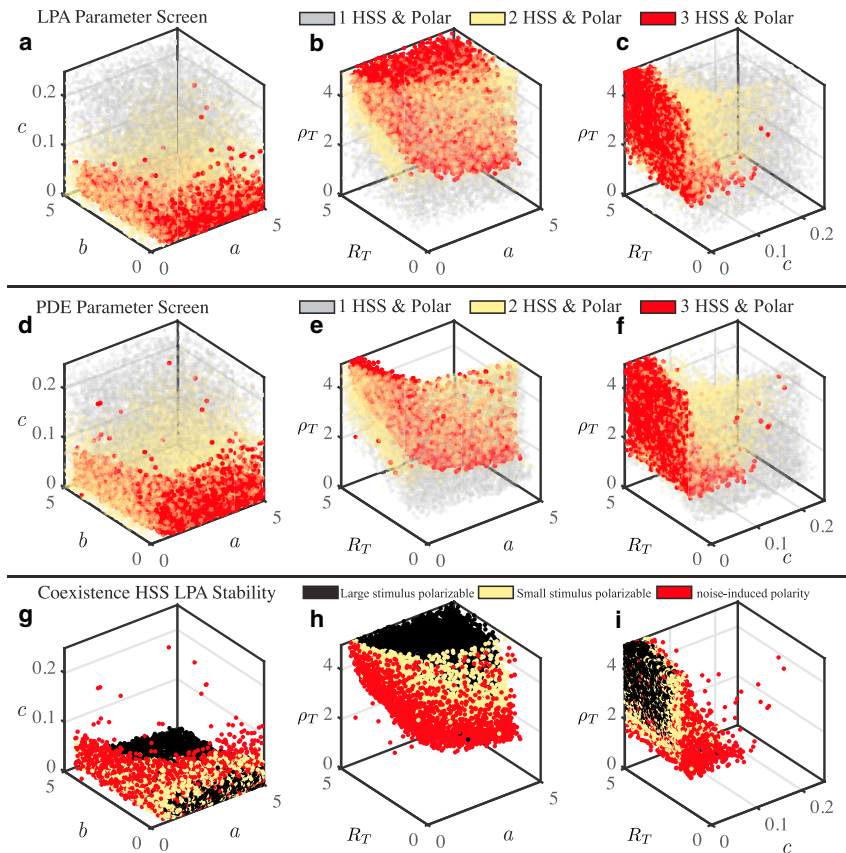 LPA Parameter Screen
1 HSS & Polar
2 HSS & Polar
3 HSS & Polar
a
b
c
0.2
0.1
0
c
5
b
0
0
a
5
4
2
0
ρT
5
RT
0
0
a
5
4
2
0
ρT
5
RT
0
0
0.1
0.2
c
PDE Parameter Screen
1 HSS & Polar
2 HSS & Polar
3 HSS & Polar
d
e
f
0.2
0.1
0
c
5
b
0
0
a
5
4
2
0
ρT
5
RT
0
0
a
5
4
2
0
ρT
5
RT
0
0
0.1
0.2
c
Coexistence HSS LPA Stability
Large stimulus polarizable
Small stimulus polarizable
noise-induced polarity
g
h
i
0.2
0.1
0
c
5
b
0
0
a
5
4
2
0
ρT
5
RT
0
0
a
5
4
2
0
ρT
5
RT
0
0
0.1
0.2
c